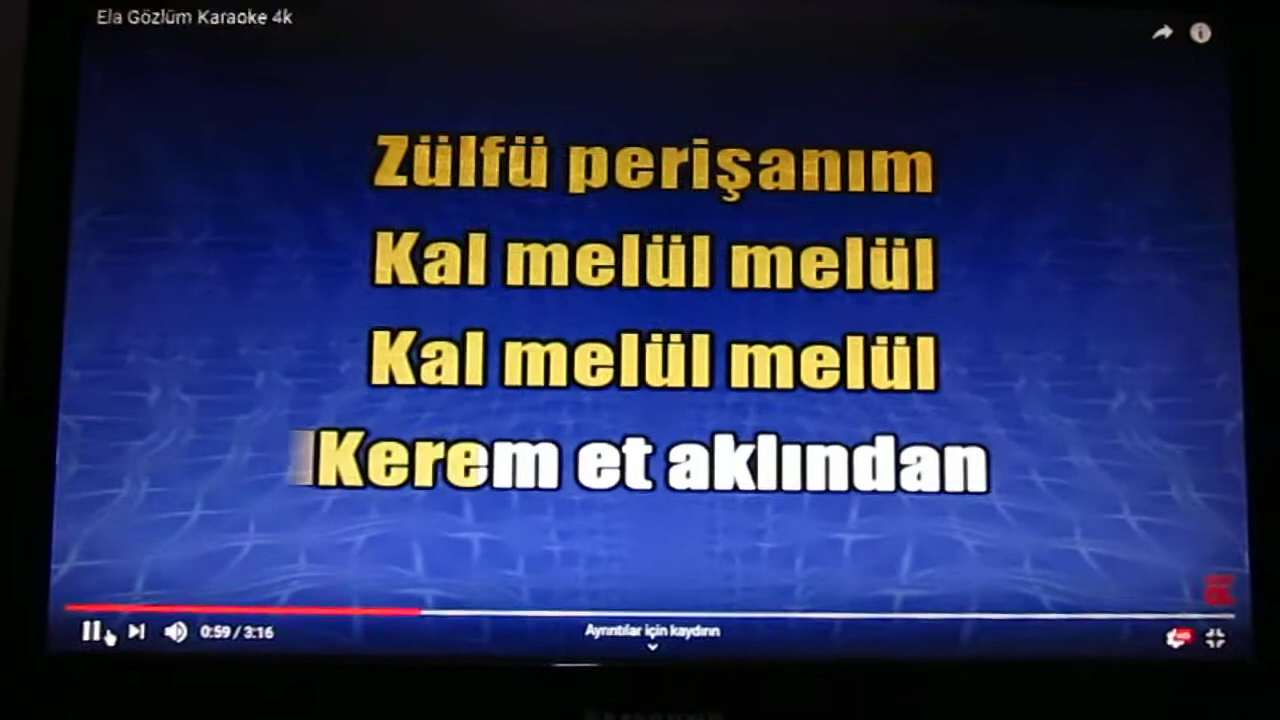 Ela Gözlüm Karaoke 4k
Zülfü perişanım
Kal melül melül
Kal melül melül
Kerem et aklından
0:59 / 3:16
Ayrıntılar için kaydırın